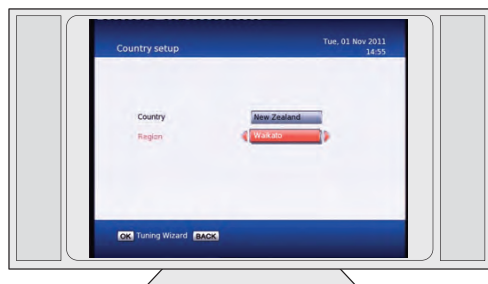 Country setup
Tue, 01 Nov 2011
14:55
Country
New Zealand
Region
Waikato
OK Tuning Wizard BACK